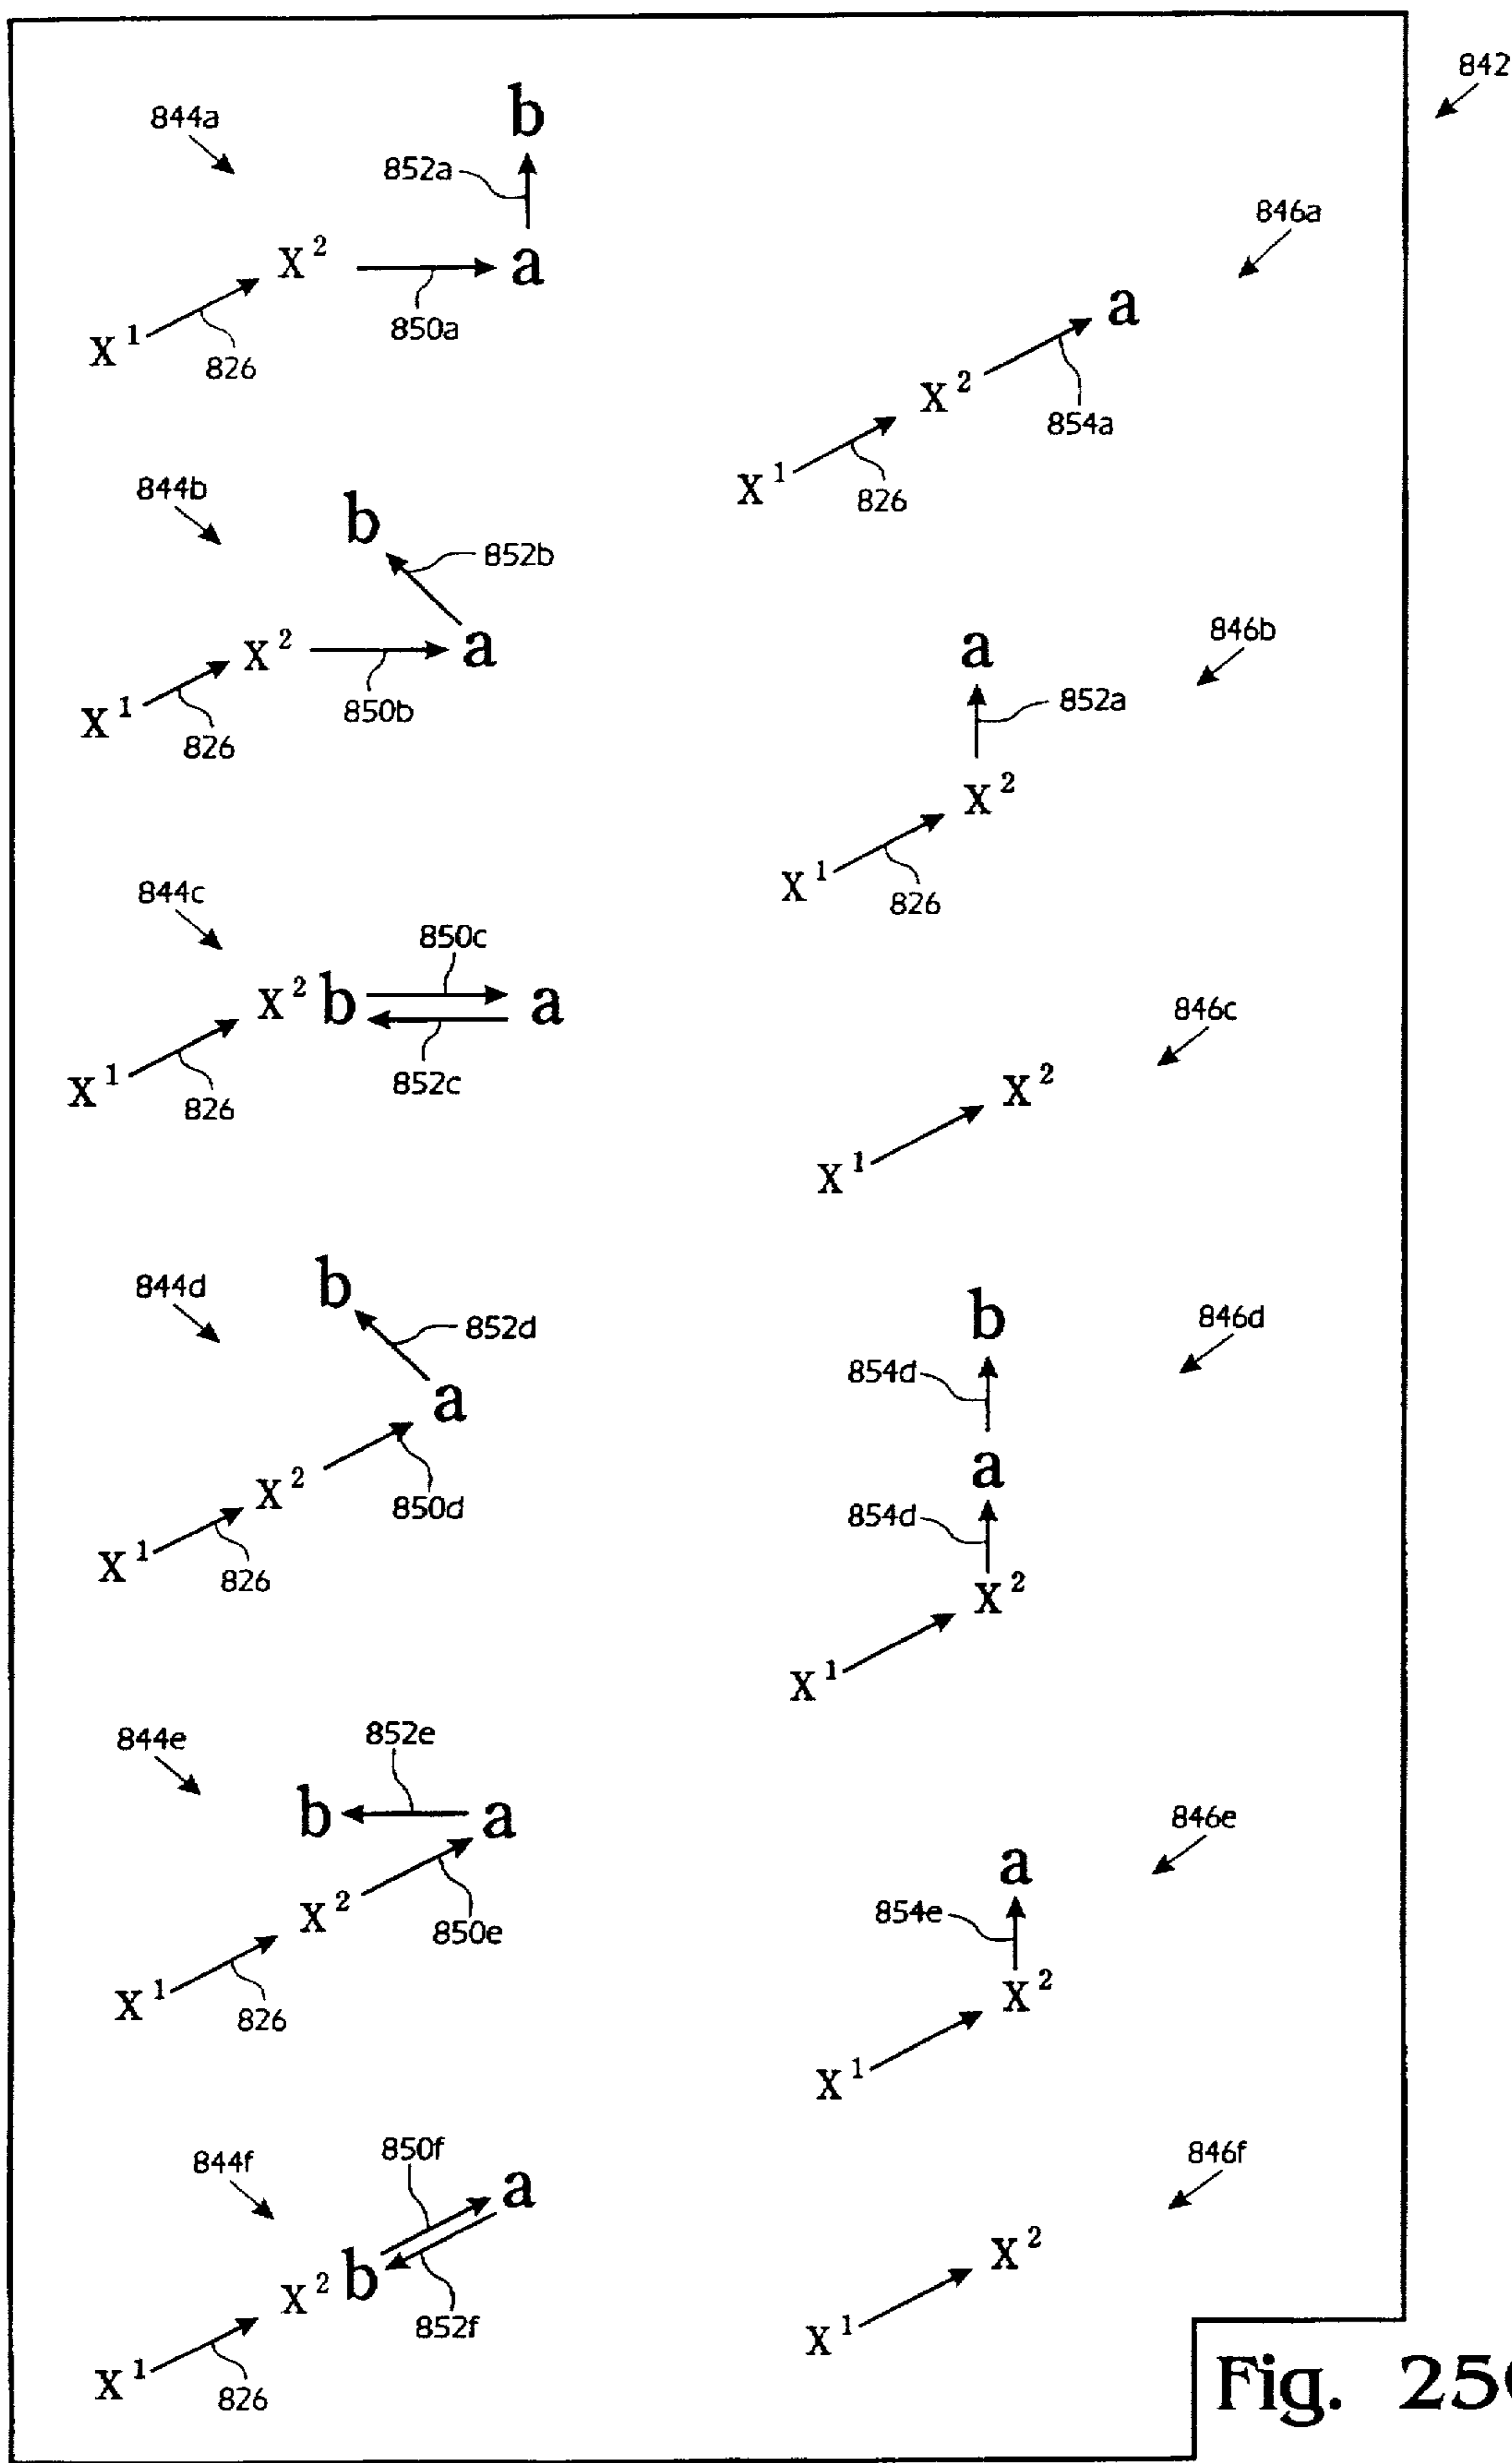 842
844a
b
852a
846a
x²
a
850a
x¹
826
a
x²
854a
844b
b
852b
x¹
826
x²
a
850b
x¹
826
846b
a
852a
x²
844c
x¹
826
850c
x² b
a
852c
x¹
826
846c
x²
x¹
844d
b
852d
a
x²
850d
x¹
826
846d
b
854d
a
854d
x²
x¹
844e
852e
b
a
x²
850e
x¹
826
846e
a
854e
x²
x¹
844f
850f
a
x² b
852f
x¹
826
846f
x²
x¹
Fig. 25